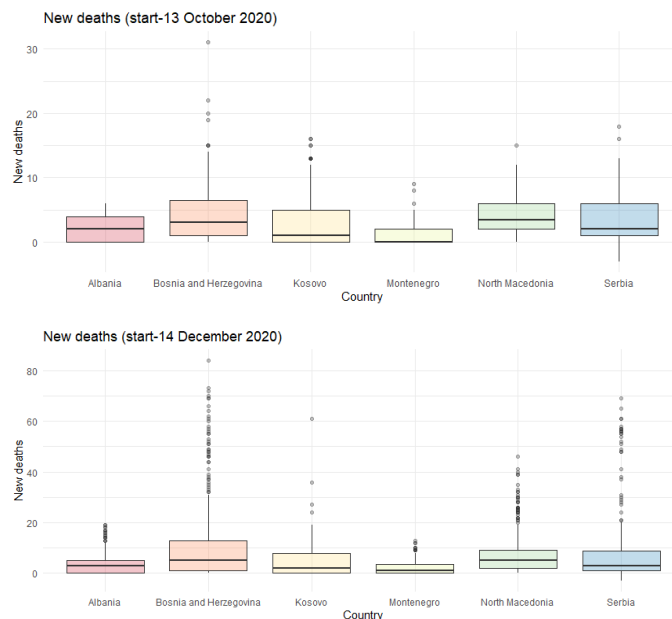 New deaths (start-13 October 2020)
30
20
10
0
New deaths
Albania Bosnia and Herzegovina Kosovo Montenegro North Macedonia Serbia
Country
New deaths (start-14 December 2020)
80
60
40
20
0
New deaths
Albania Bosnia and Herzegovina Kosovo Montenegro North Macedonia Serbia
Country